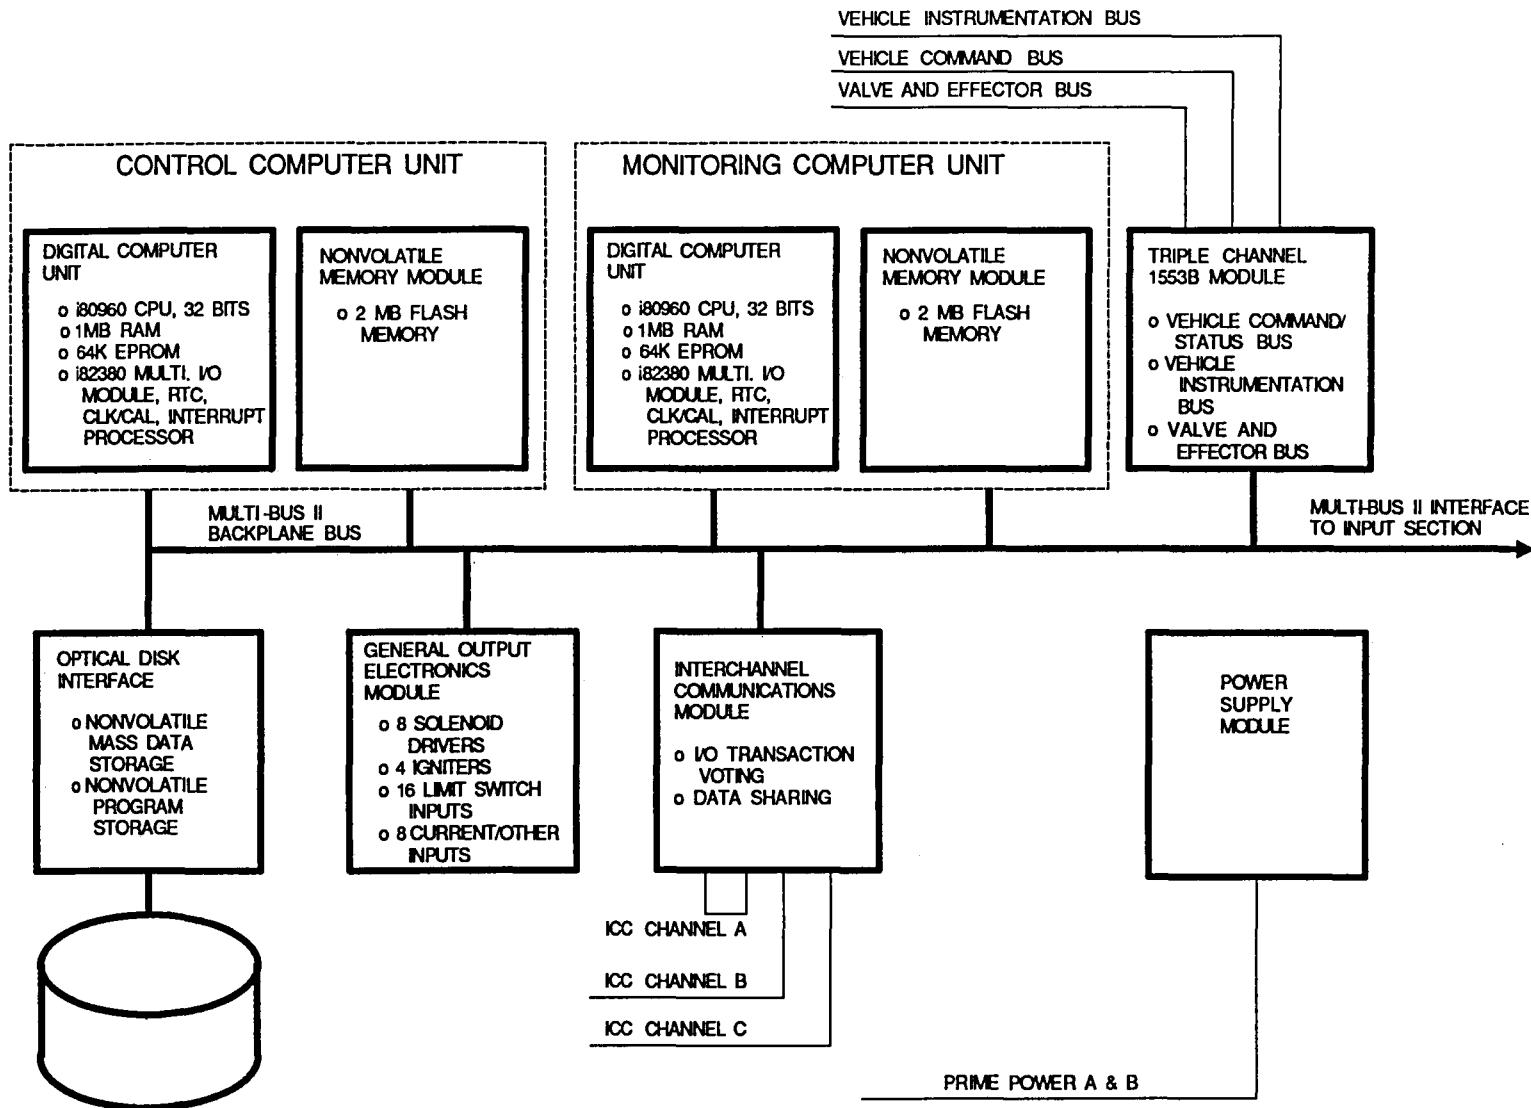 VEHICLE INSTRUMENTATION BUS
VEHICLE COMMAND BUS
VALVE AND EFFECTOR BUS
CONTROL COMPUTER UNIT
DIGITAL COMPUTER
UNIT
o i80960 CPU, 32 BITS
o 1MB RAM
o 64K EPROM
o i82380 MULTI. I/O
MODULE, RTC,
CLK/CAL, INTERRUPT
PROCESSOR
NONVOLATILE
MEMORY MODULE
o 2 MB FLASH
MEMORY
MONITORING COMPUTER UNIT
DIGITAL COMPUTER
UNIT
o i80960 CPU, 32 BITS
o 1MB RAM
o 64K EPROM
o i82380 MULTI. I/O
MODULE, RTC,
CLK/CAL, INTERRUPT
PROCESSOR
NONVOLATILE
MEMORY MODULE
o 2 MB FLASH
MEMORY
TRIPLE CHANNEL
1553B MODULE
o VEHICLE COMMAND/
STATUS BUS
o VEHICLE
INSTRUMENTATION
BUS
o VALVE AND
EFFECTOR BUS
MULTI-BUS II
BACKPLANE BUS
MULTI-BUS II INTERFACE
TO INPUT SECTION
OPTICAL DISK
INTERFACE
o NONVOLATILE
MASS DATA
STORAGE
o NONVOLATILE
PROGRAM
STORAGE
GENERAL OUTPUT
ELECTRONICS
MODULE
o 8 SOLENOID
DRIVERS
o 4 IGNITERS
o 16 LIMIT SWITCH
INPUTS
o 8 CURRENT/OTHER
INPUTS
INTERCHANNEL
COMMUNICATIONS
MODULE
o I/O TRANSACTION
VOTING
o DATA SHARING
POWER
SUPPLY
MODULE
ICC CHANNEL A
ICC CHANNEL B
ICC CHANNEL C
PRIME POWER A & B